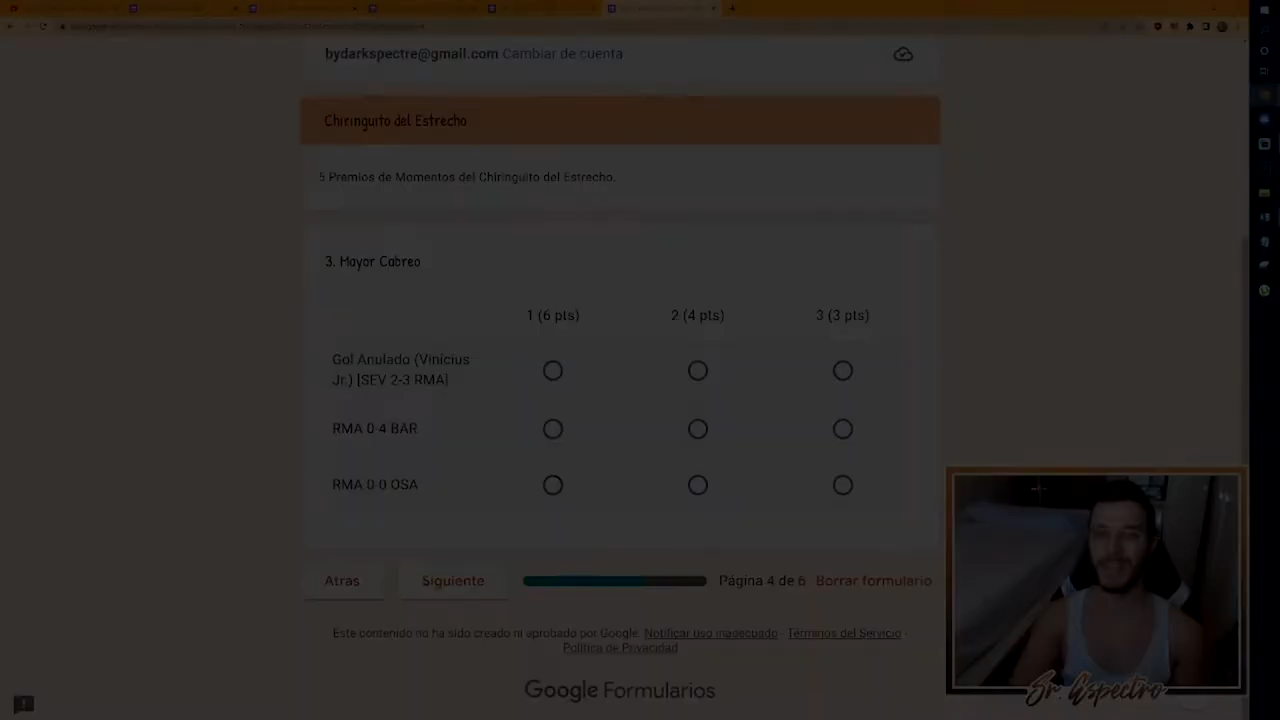 bydarkspectre@gmail.com Cambiar de cuenta
Chiringuito del Estrecho
5 Premios de Momentos del Chiringuito del Estrecho.
3. Mayor Cabreo
1 (6 pts) 2 (4 pts) 3 (3 pts)
Gol Anulado (Vinicius
Jr.) [SEV 2-3 RMA]
RMA 0-4 BAR
RMA 0-0 OSA
Atrás Siguiente Página 4 de 6 Borrar formulario
Este contenido no ha sido creado ni aprobado por Google. Notificar uso inadecuado - Términos del Servicio -
Política de Privacidad
Google Formularios
Sr. Espectro